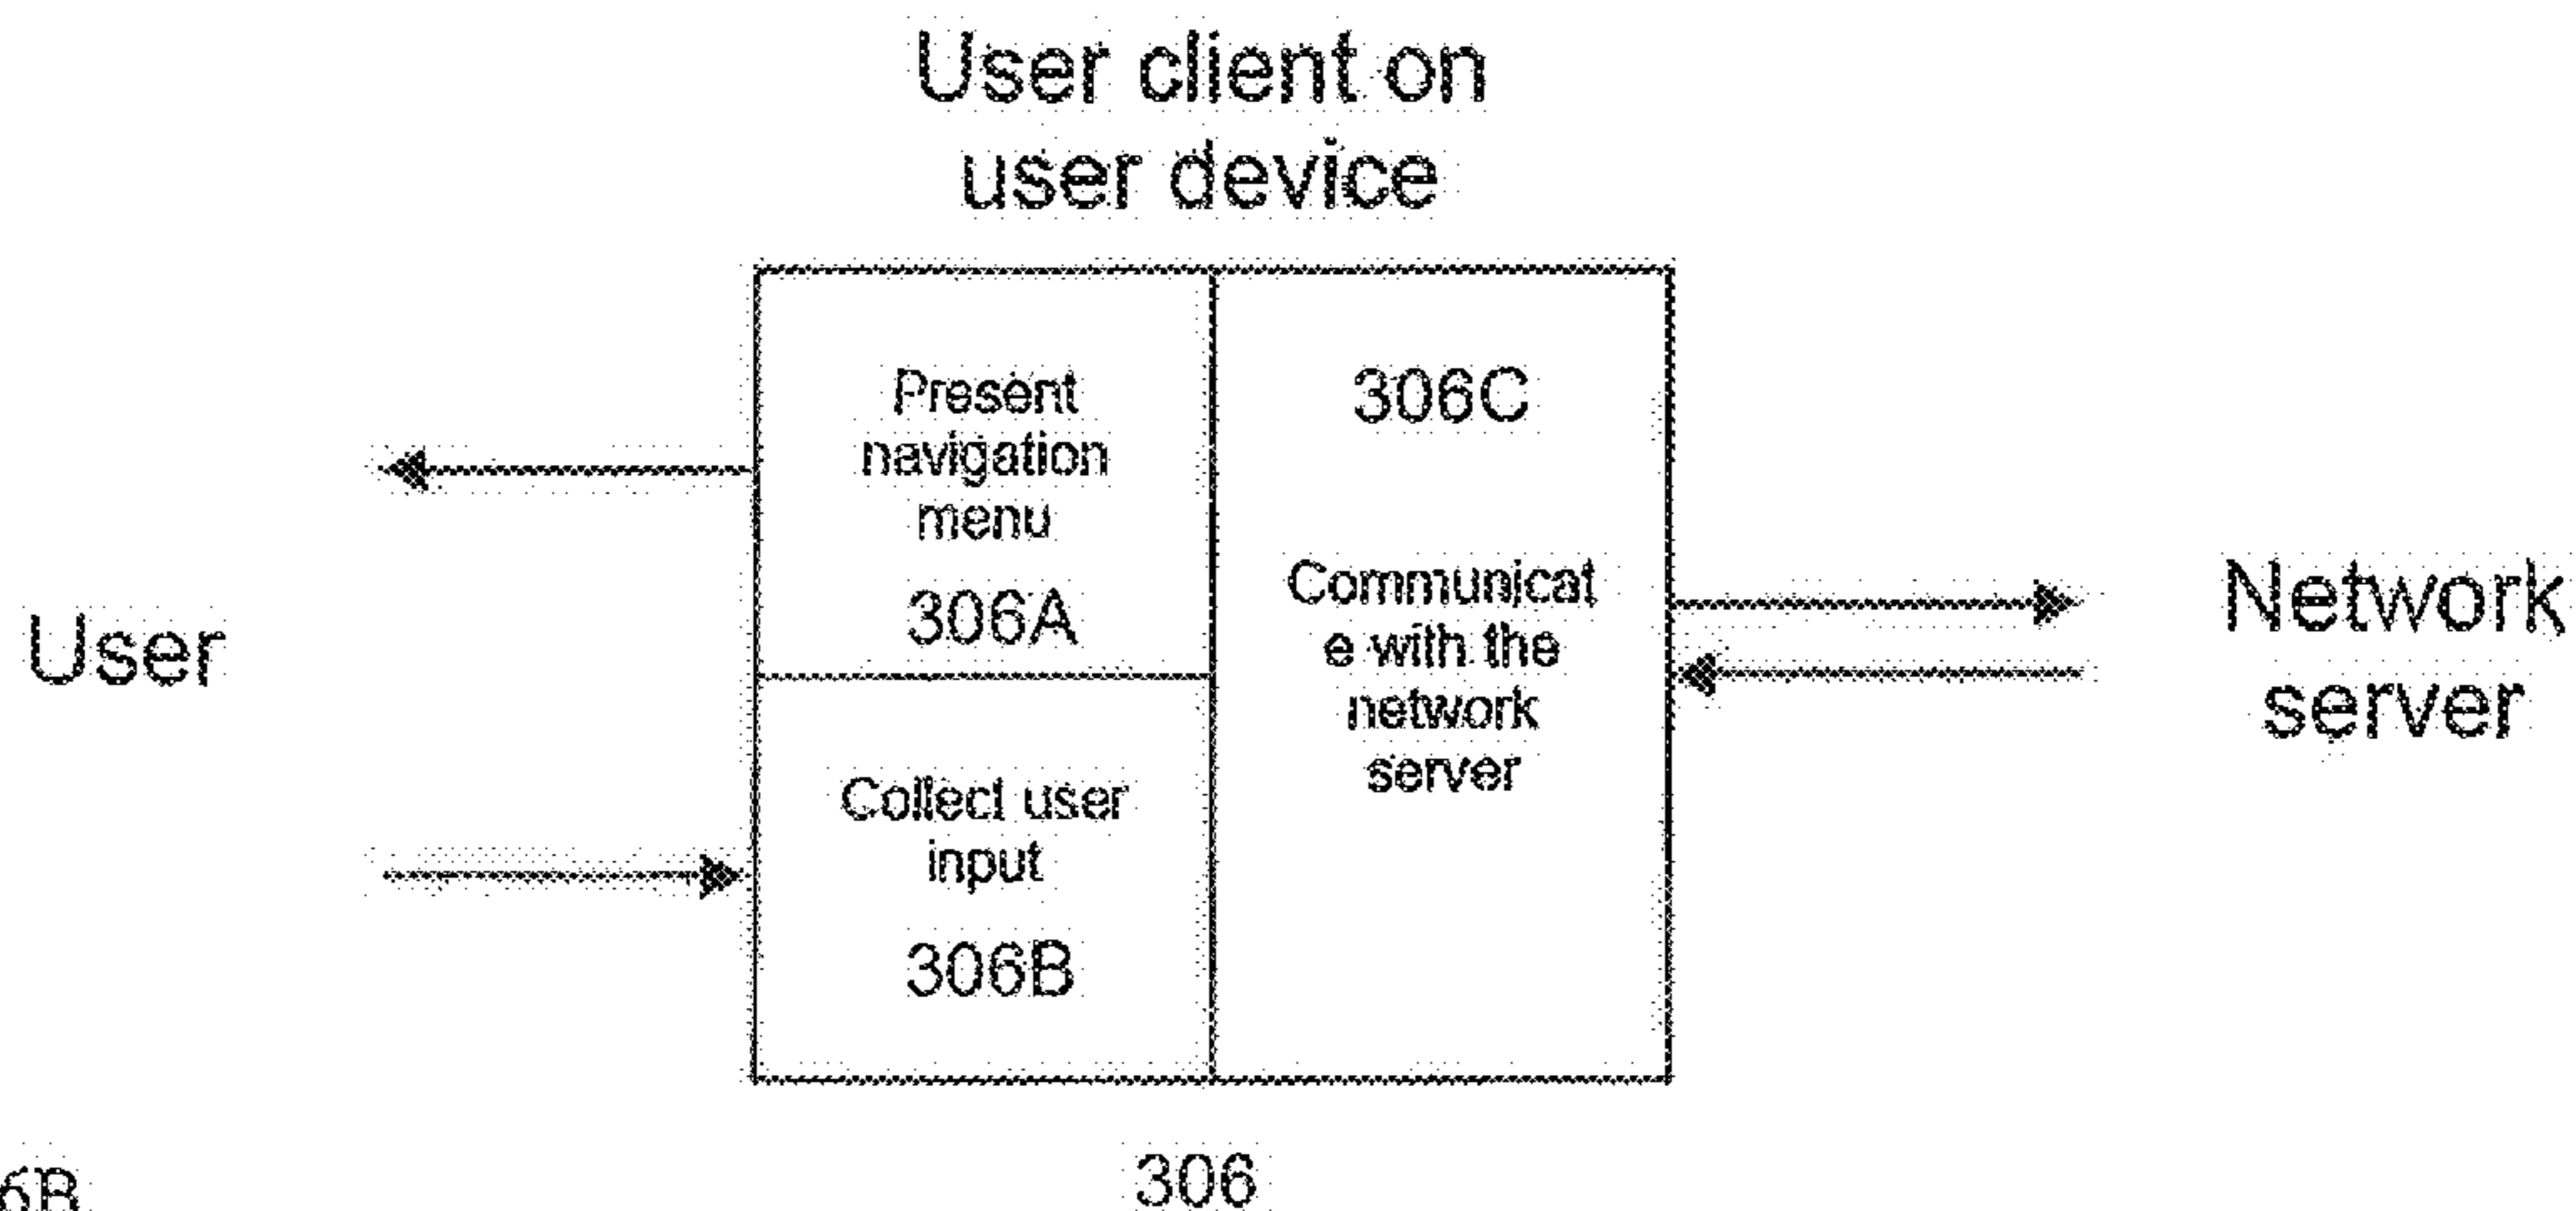 User client on
user device
Present
navigation
menu
306A
306C
Communicat
e with the
network
server
Collect user
input
306B
User
Network
server
306
6B